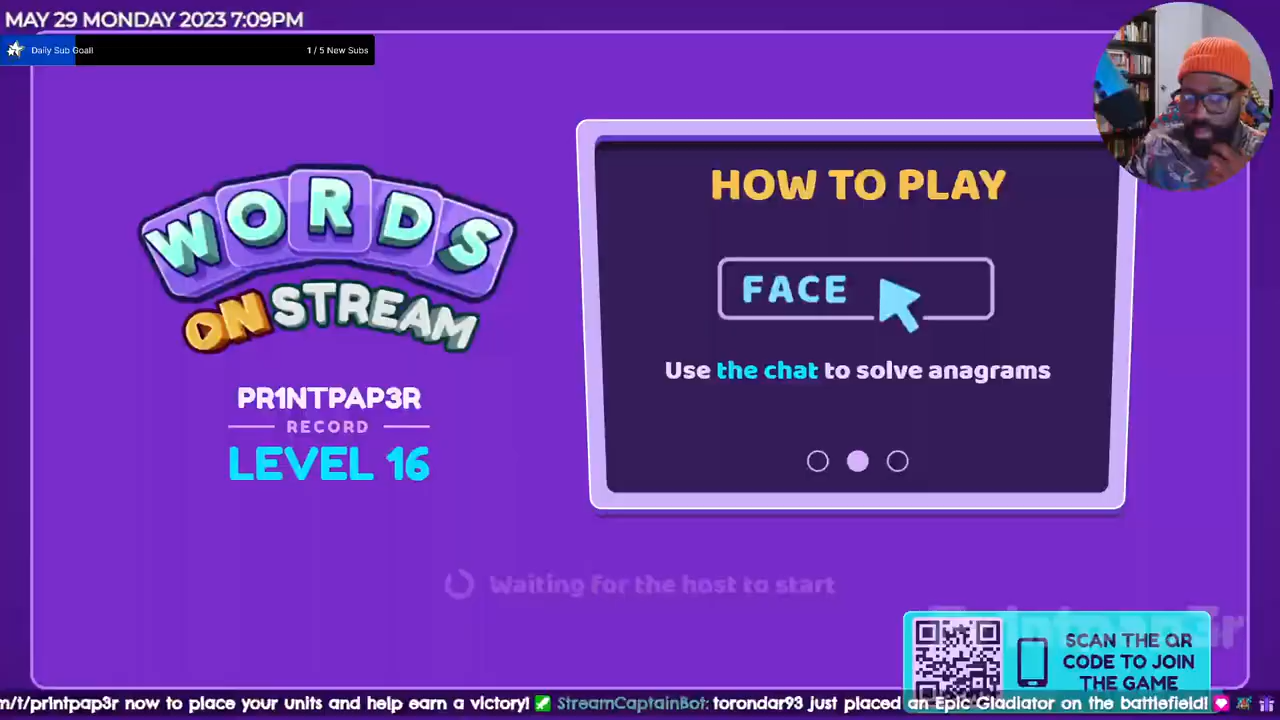 MAY 29 MONDAY 2023 7:09PM
Daily Sub Goal!
1 / 5 New Subs
WORDS
ON STREAM
PR1NTPAP3R
RECORD
LEVEL 16
HOW TO PLAY
FACE
Use the chat to solve anagrams
Waiting for the host to start
SCAN THE QR
CODE TO JOIN
THE GAME
m/t/pr1ntpap3r now to place your units and help earn a victory! ✅ StreamCaptainBot: torondar93 just placed an Epic Gladiator on the battlefield!